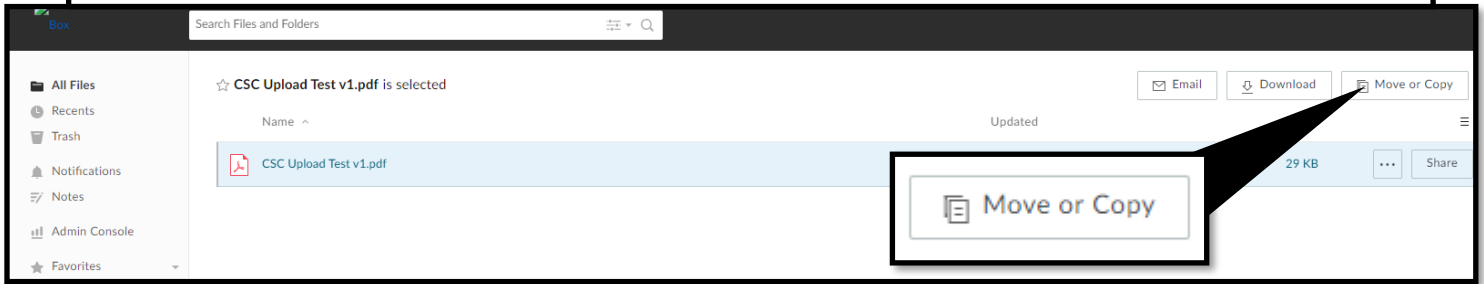 Box
Search Files and Folders
All Files
Recents
Trash
Notifications
Notes
Admin Console
Favorites
CSC Upload Test v1.pdf is selected
Email
Download
Move or Copy
Name
Updated
CSC Upload Test v1.pdf
29 KB
Share
Move or Copy